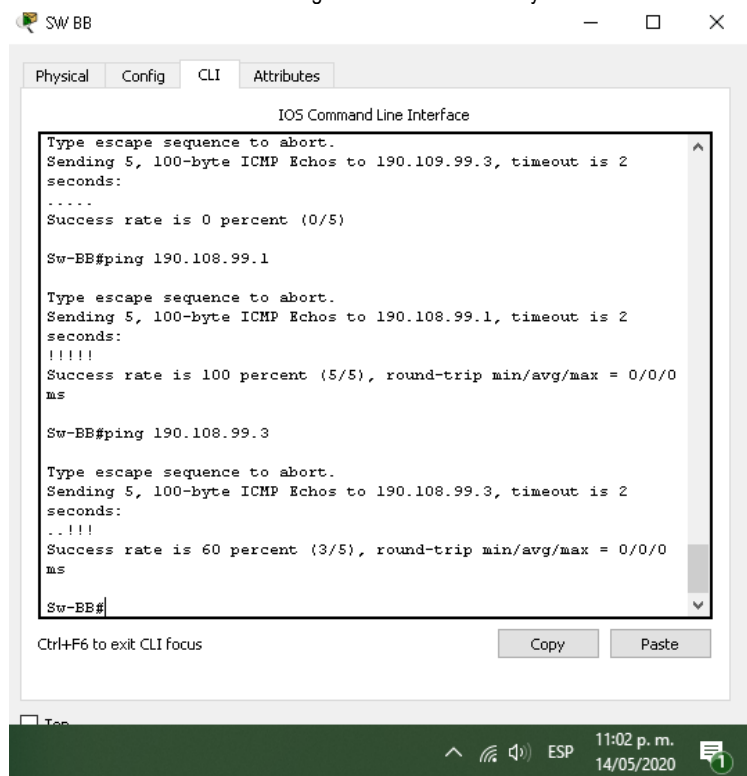 SW BB
Physical Config CLI Attributes
IOS Command Line Interface
Type escape sequence to abort.
Sending 5, 100-byte ICMP Echos to 190.109.99.3, timeout is 2
seconds:
.....
Success rate is 0 percent (0/5)
Sw-BB#ping 190.108.99.1
Type escape sequence to abort.
Sending 5, 100-byte ICMP Echos to 190.108.99.1, timeout is 2
seconds:
!!!!!
Success rate is 100 percent (5/5), round-trip min/avg/max = 0/0/0
ms
Sw-BB#ping 190.108.99.3
Type escape sequence to abort.
Sending 5, 100-byte ICMP Echos to 190.108.99.3, timeout is 2
seconds:
..!!!
Success rate is 60 percent (3/5), round-trip min/avg/max = 0/0/0
ms
Sw-BB#
Ctrl+F6 to exit CLI focus
Copy Paste
ESP
11:02 p. m.
14/05/2020
1